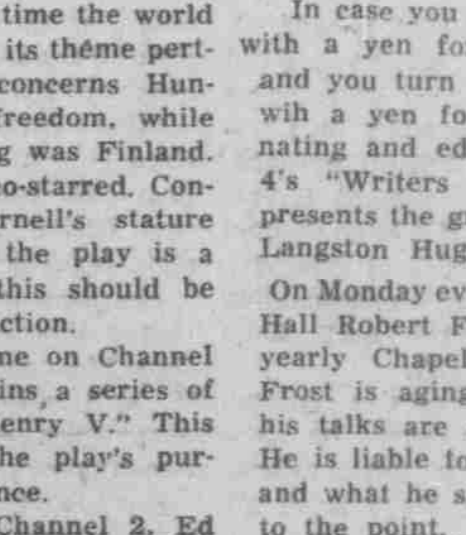 time the world
its theme pert-
concerns Hun-
freedom, while
g was Finland.
o-starred. Con-
rnell's stature
the play is a
this should be
ction.
ne on Channel
ins a series of
enry V." This
he play's pur-
nce.
Channel 2, Ed
In case you
with a yen fo
and you turn
wih a yen fo
nating and ed
4's "Writers
presents the g
Langston Hug
On Monday ev
Hall Robert F
yearly Chapel
Frost is aging
his talks are
He is liable to
and what he s
to the point.